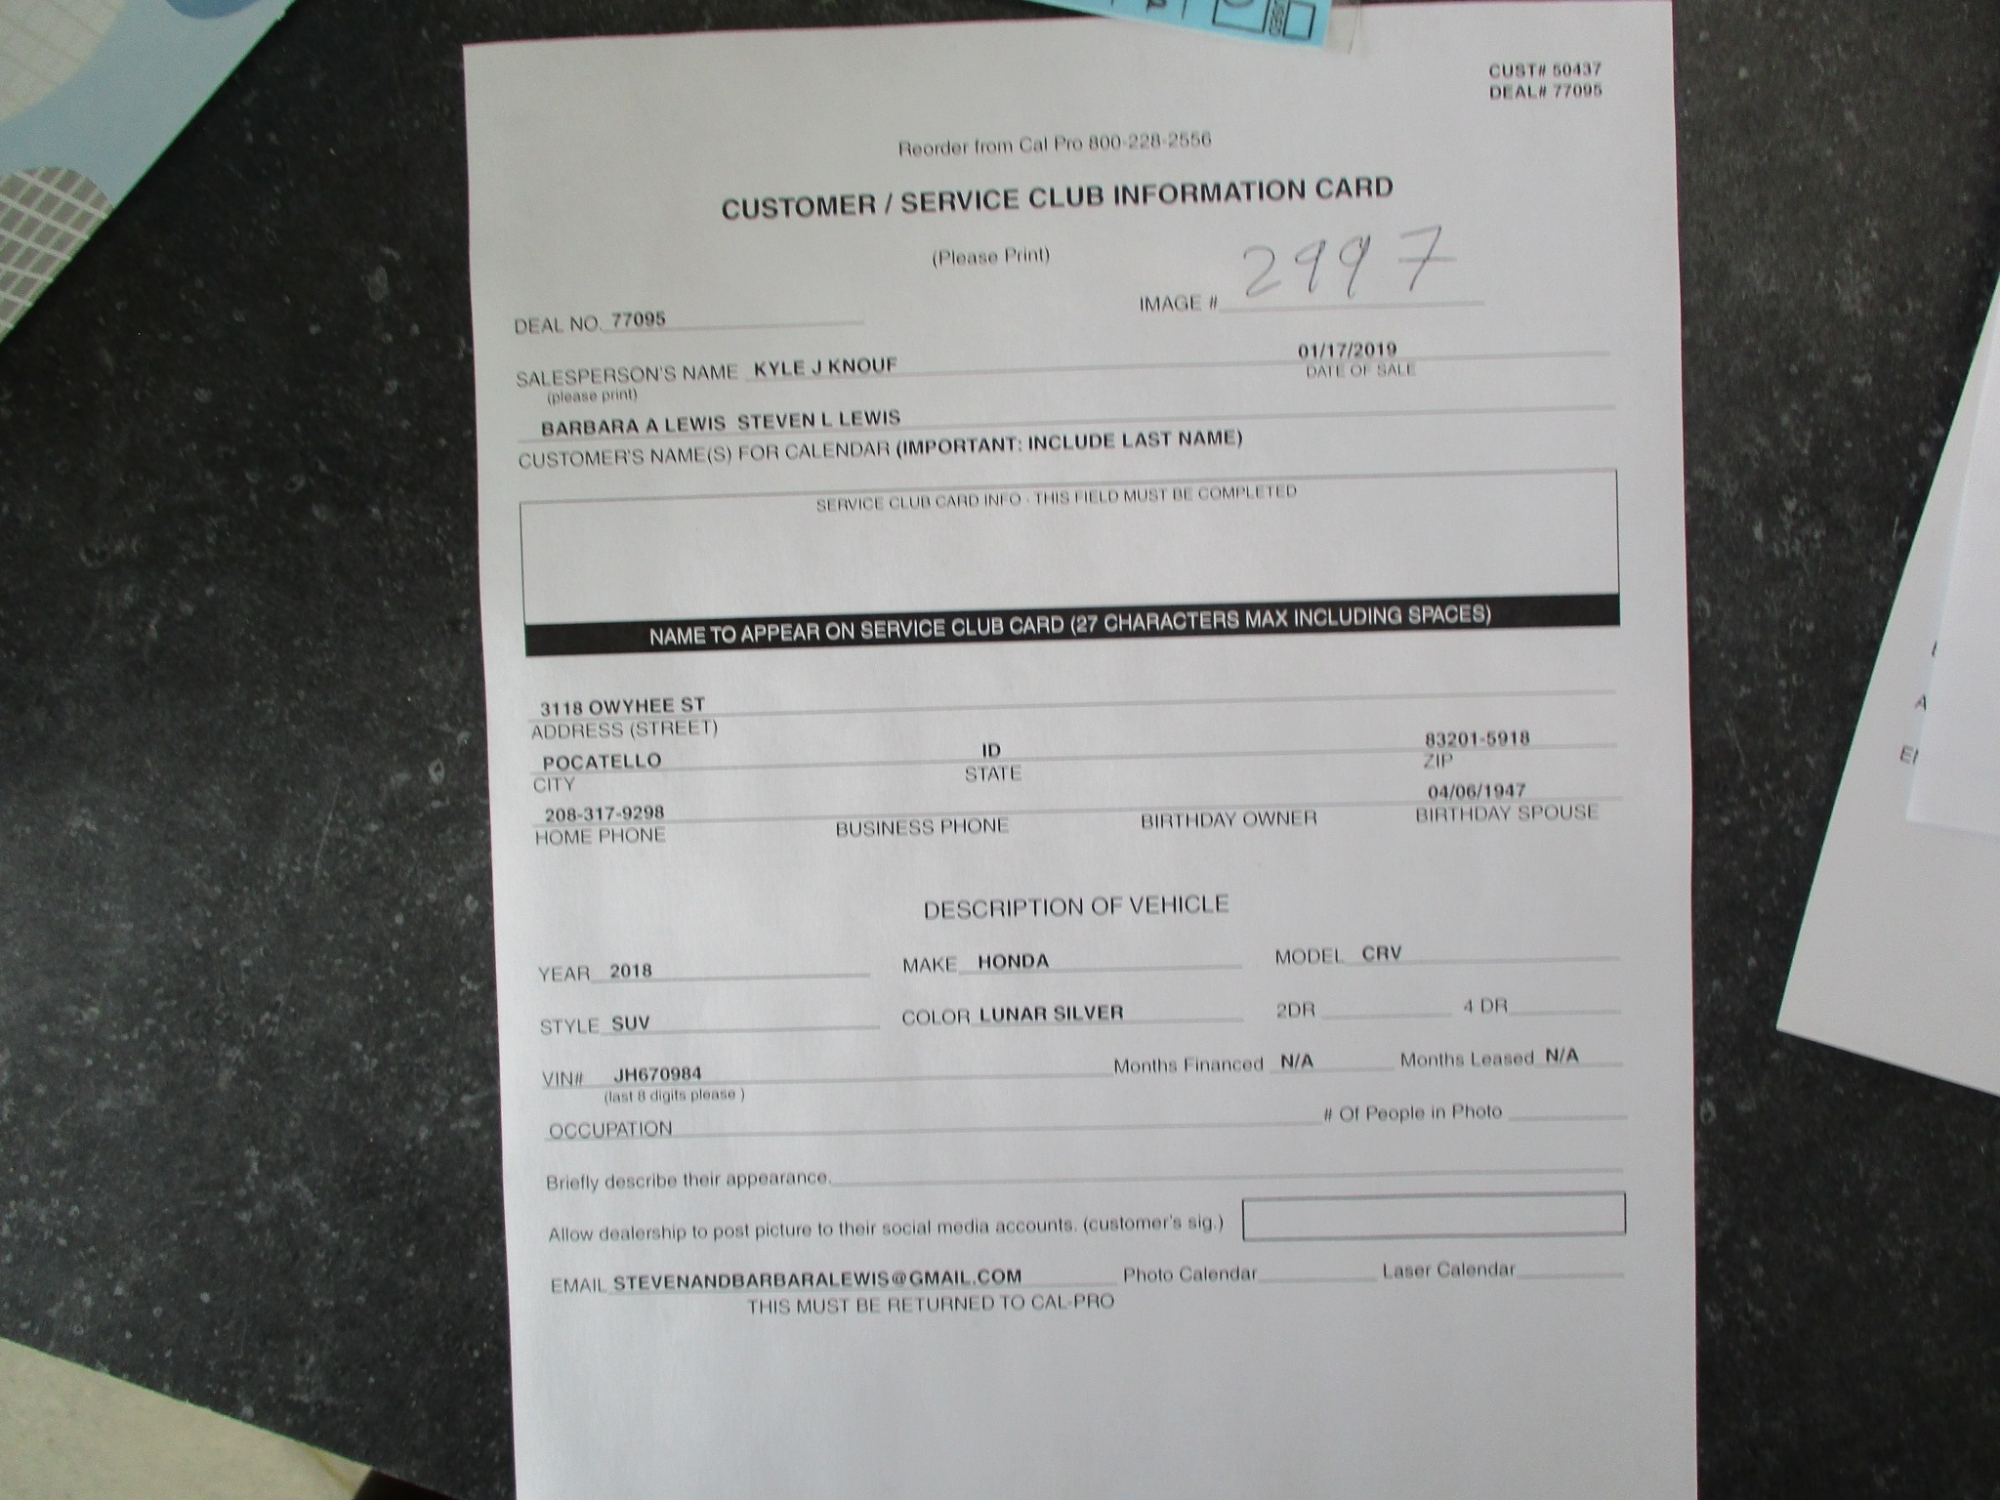 USED
CUST# 50437
DEAL# 77095
Reorder from Cal Pro 800-228-2556
CUSTOMER / SERVICE CLUB INFORMATION CARD
(Please Print)
IMAGE # 2997
DEAL NO. 77095
SALESPERSON'S NAME KYLE J KNOUF 01/17/2019
(please print) DATE OF SALE
BARBARA A LEWIS STEVEN L LEWIS
CUSTOMER'S NAME(S) FOR CALENDAR (IMPORTANT: INCLUDE LAST NAME)
SERVICE CLUB CARD INFO - THIS FIELD MUST BE COMPLETED
NAME TO APPEAR ON SERVICE CLUB CARD (27 CHARACTERS MAX INCLUDING SPACES)
3118 OWYHEE ST
ADDRESS (STREET)
POCATELLO ID 83201-5918
CITY STATE ZIP
208-317-9298 04/06/1947
HOME PHONE BUSINESS PHONE BIRTHDAY OWNER BIRTHDAY SPOUSE
DESCRIPTION OF VEHICLE
YEAR 2018 MAKE HONDA MODEL CRV
STYLE SUV COLOR LUNAR SILVER 2DR 4 DR
VIN# JH670984 Months Financed N/A Months Leased N/A
(last 8 digits please )
OCCUPATION # Of People in Photo
Briefly describe their appearance.
Allow dealership to post picture to their social media accounts. (customer's sig.)
EMAIL STEVENANDBARBARALEWIS@GMAIL.COM Photo Calendar Laser Calendar
THIS MUST BE RETURNED TO CAL-PRO